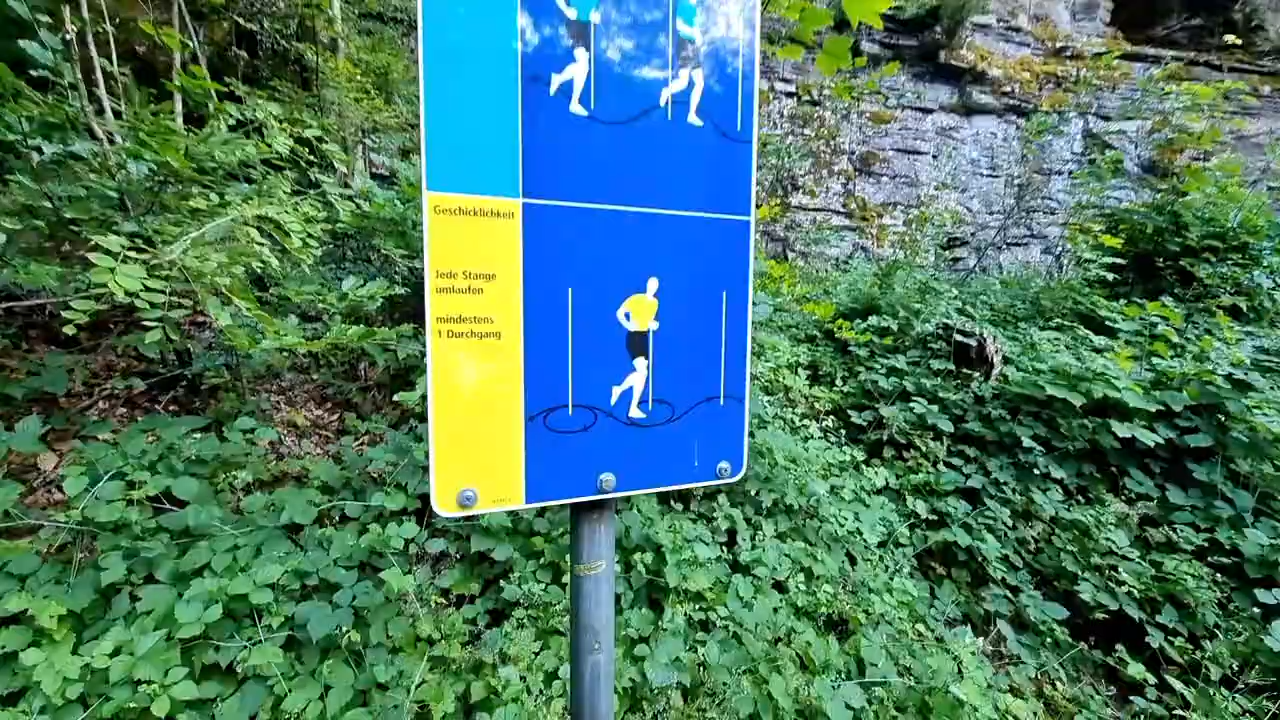 Geschicklichkeit
Jede Stange
umlaufen
mindestens
1 Durchgang